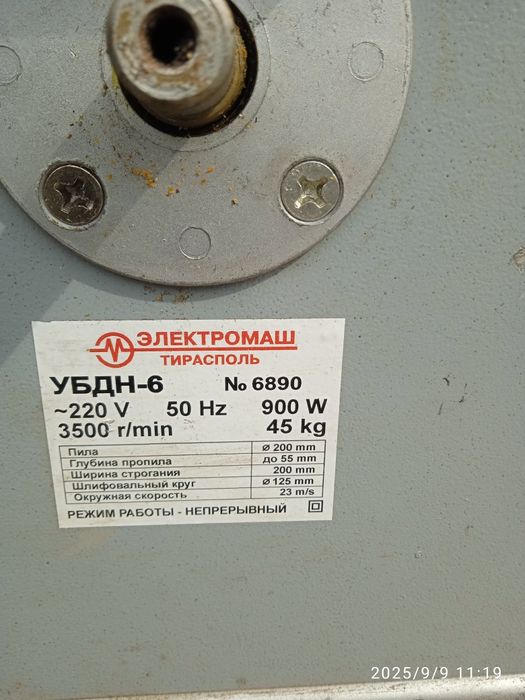 ЭЛЕКТРОМАШ
ТИРАСПОЛЬ
УБДН-6 № 6890
~220 V 50 Hz 900 W
3500 r/min 45 kg
Пила ⌀ 200 mm
Глубина пропила до 55 mm
Ширина строгания 200 mm
Шлифовальный круг ⌀ 125 mm
Окружная скорость 23 m/s
РЕЖИМ РАБОТЫ - НЕПРЕРЫВНЫЙ
2025/9/9 11:19